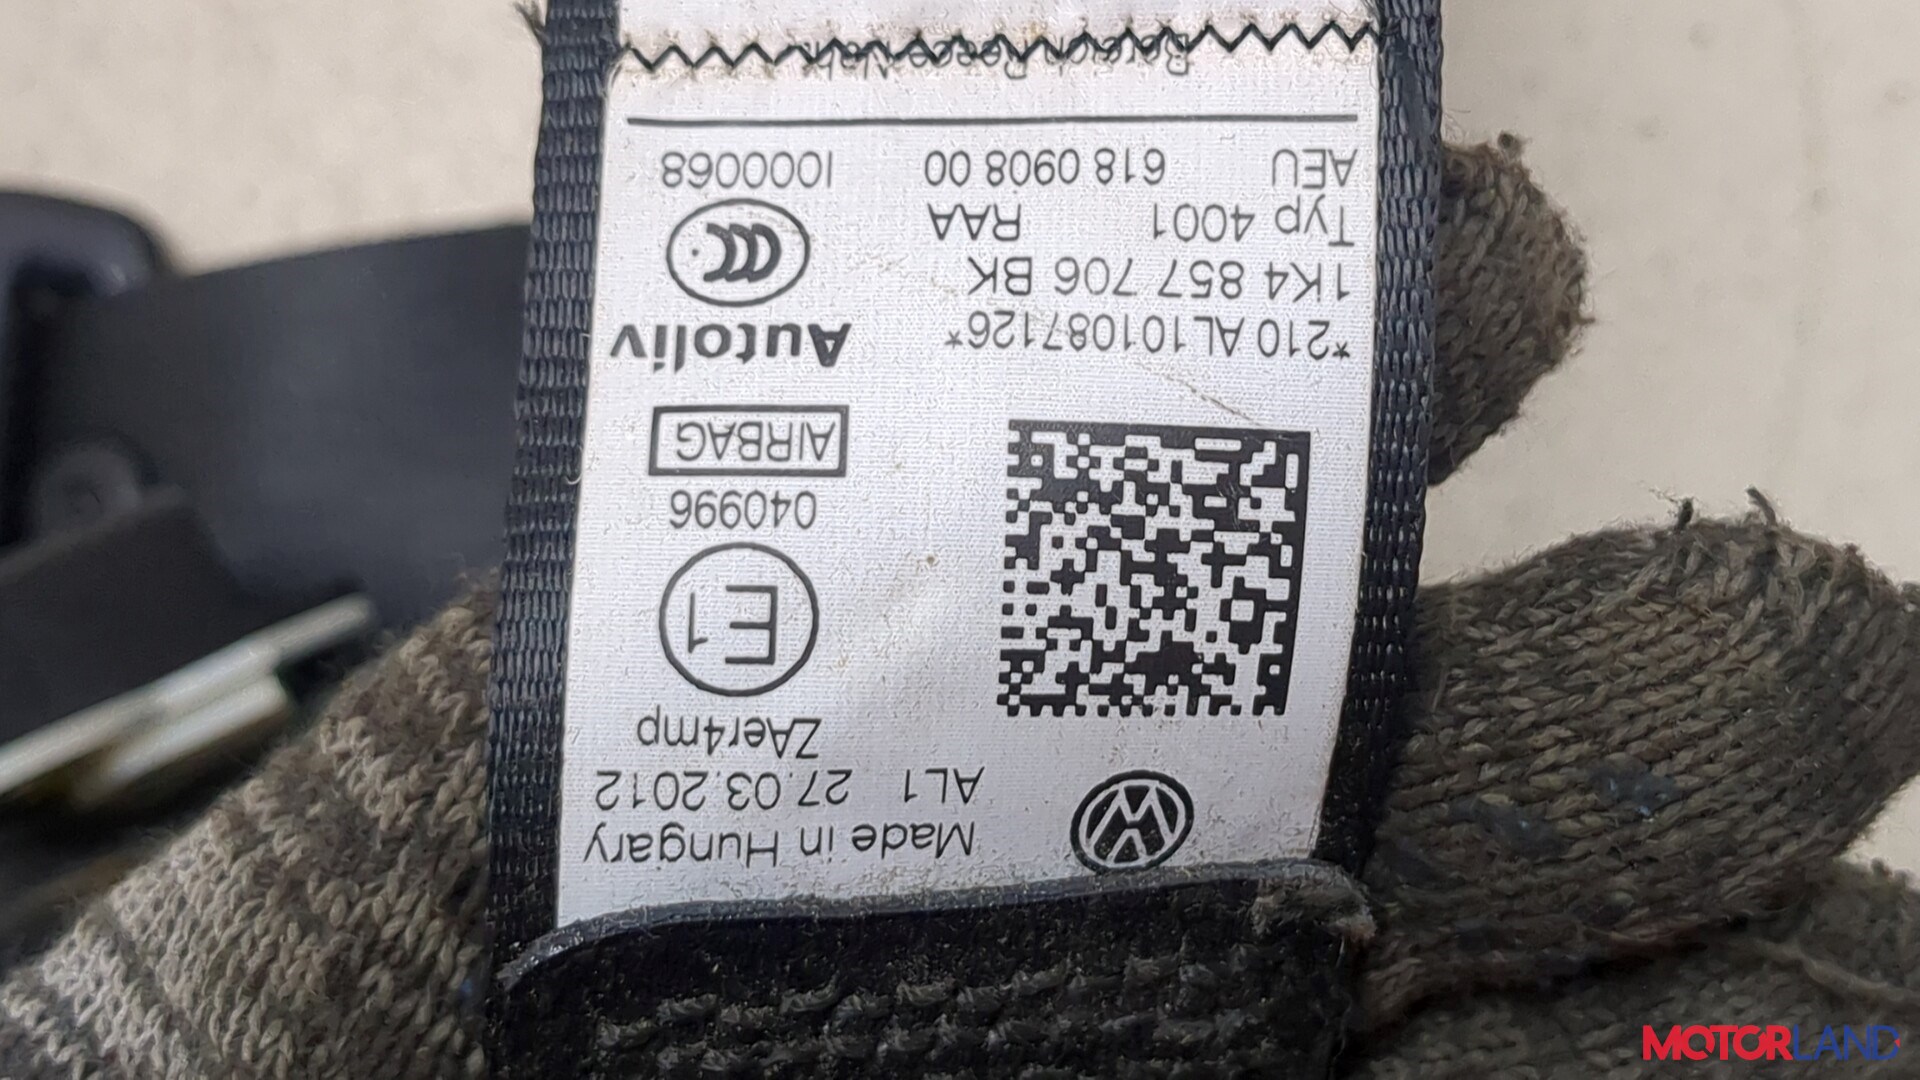 Made in Hungary
AL1 27.03.2012
ZAer4mp
E1
040996
AIRBAG
Autoliv
*210 AL101087126*
1K4 857 706 BK
Typ 4001 RAA
AEU 618 0908 00 I000068
MOTORLAND